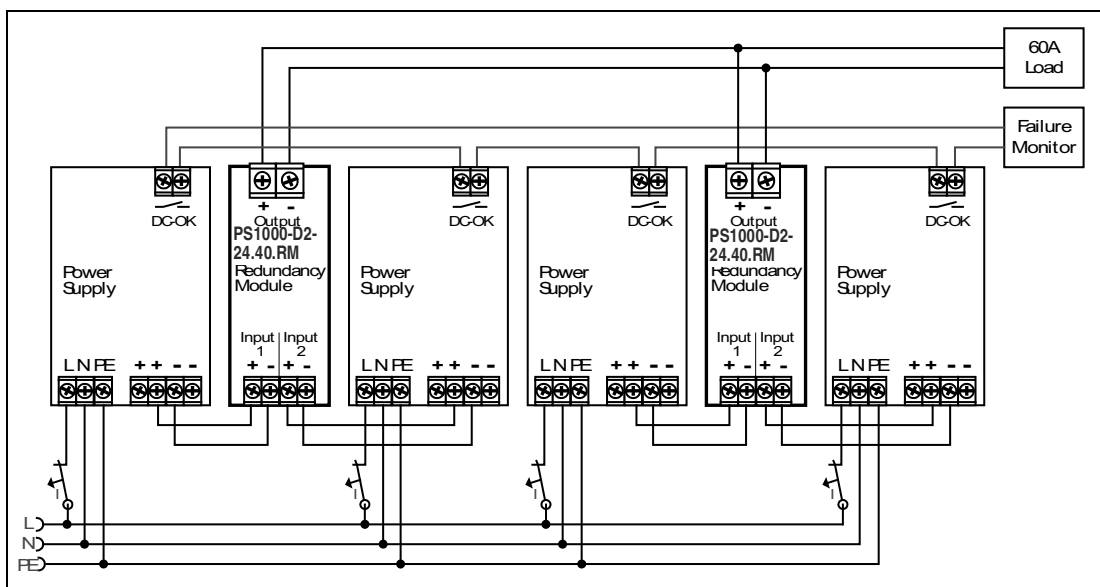 60A
Load
Failure
Monitor
+ -
Output
PS1000-D2-
24.40.RM
Redundancy
Module
Input
1
Input
2
+ - + -
DC-OK
Power
Supply
L N PE
+ + - -
I
DC-OK
Power
Supply
L N PE
+ + - -
I
DC-OK
Power
Supply
L N PE
+ + - -
I
+ -
Output
PS1000-D2-
24.40.RM
Redundancy
Module
Input
1
Input
2
+ - + -
DC-OK
Power
Supply
L N PE
+ + - -
I
L
N
PE